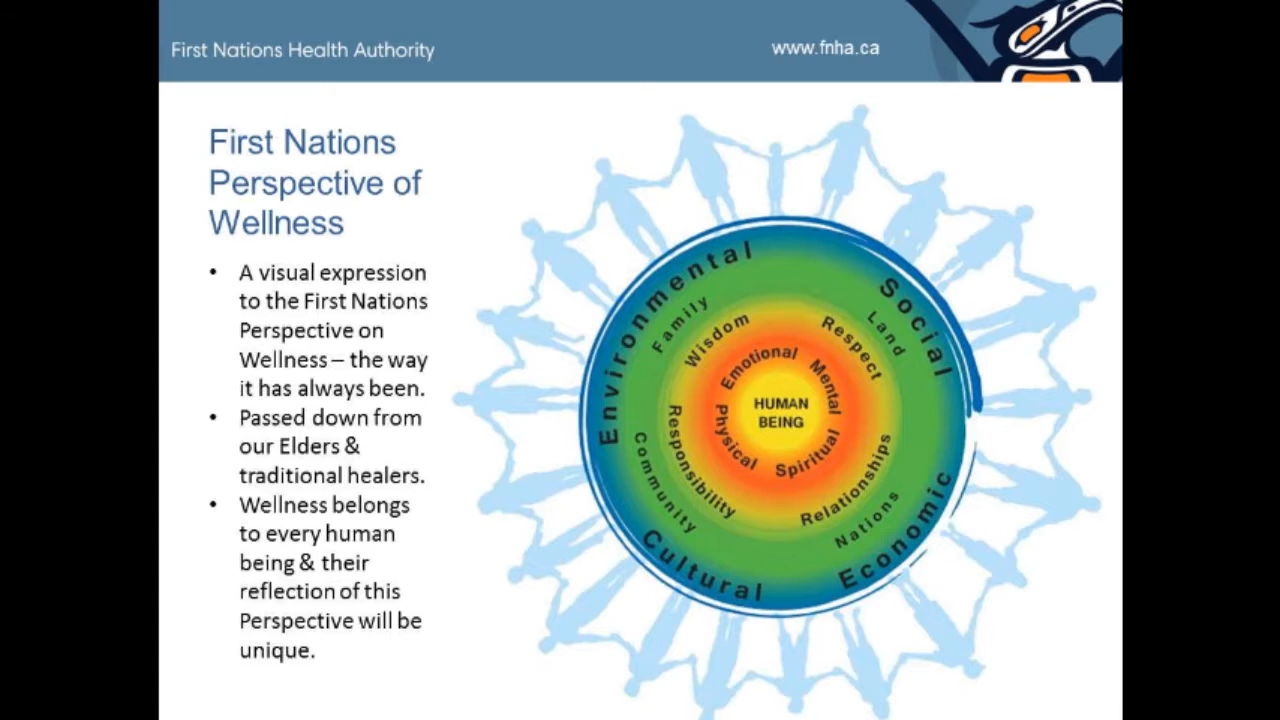 First Nations Health Authority
www.fnha.ca
First Nations
Perspective of
Wellness
• A visual expression
to the First Nations
Perspective on
Wellness – the way
it has always been.
• Passed down from
our Elders &
traditional healers.
• Wellness belongs
to every human
being & their
reflection of this
Perspective will be
unique.
Environmental
Social
Economic
Cultural
Family
Land
Nations
Community
Wisdom
Respect
Relationships
Responsibility
Emotional
Mental
Spiritual
Physical
HUMAN
BEING